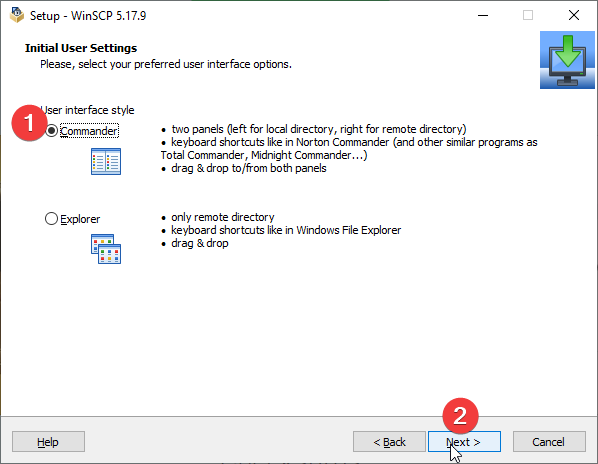 Setup - WinSCP 5.17.9
Initial User Settings
Please, select your preferred user interface options.
User interface style
1
Commander
• two panels (left for local directory, right for remote directory)
• keyboard shortcuts like in Norton Commander (and other similar programs as
Total Commander, Midnight Commander...)
• drag & drop to/from both panels
Explorer
• only remote directory
• keyboard shortcuts like in Windows File Explorer
• drag & drop
2
Help
< Back
Next >
Cancel